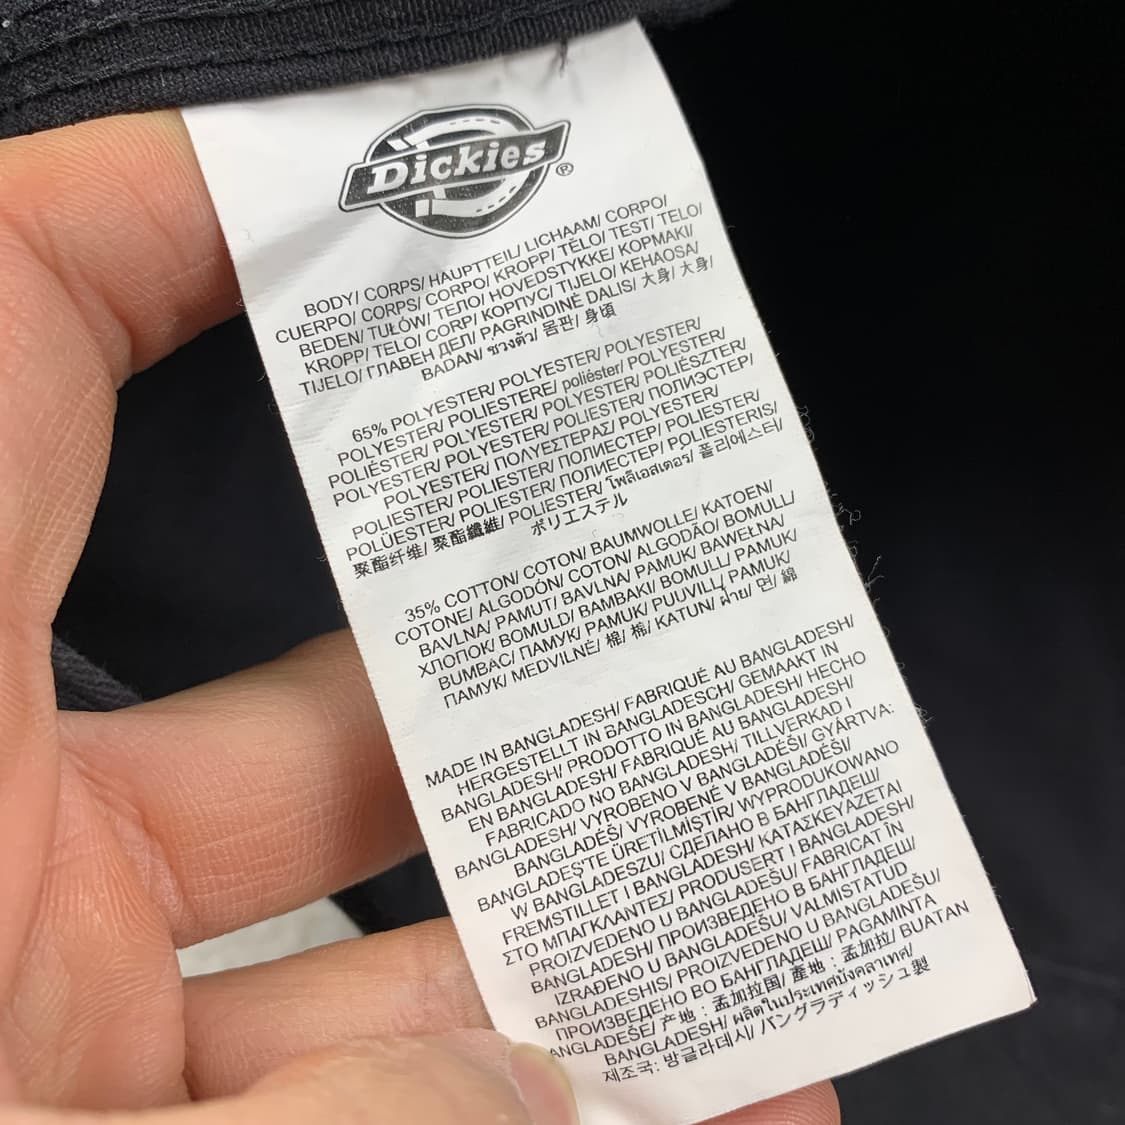 Dickies®
BODY/ CORPS/ HAUPTTEIL/ LICHAAM/ CORPO/
CUERPO/ CORPS/ CORPO/ KROPP/ TĚLO/ TEST/ TELO/
BEDEN/ TUŁÓW/ ТЕЛО/ HOVEDSTYKKE/ ΚΟΡΜΑΚΙ/
KROPP/ TELO/ CORP/ КОРПУС/ TIJELO/ KEHAOSA/
TIJELO/ ГЛАВЕН ДЕЛ/ PAGRINDINĖ DALIS/ 大身/ 大身/
BADAN/ ช่วงตัว/ 몸판/ 身頃
65% POLYESTER/ POLYESTER/ POLYESTER/
POLYESTER/ POLIESTERE/ poliéster/ POLYESTER/
POLIÉSTER/ POLYESTER/ POLYESTER/ POLIÉSZTER/
POLYESTER/ POLYESTER/ POLIESTER/ ПОЛИЭСТЕР/
POLYESTER/ ΠΟΛΥΕΣΤΕΡΑΣ/ POLYESTER/
POLIESTER/ POLIESTER/ ПОЛИЕСТЕР/ POLIESTER/
POLÜESTER/ POLIESTER/ ПОЛИЕСТЕР/ POLIESTERIS/
聚酯纤维/ 聚酯纖維/ POLIESTER/ โพลีเอสเตอร์/ 폴리에스터/
ポリエステル
35% COTTON/ COTON/ BAUMWOLLE/ KATOEN/
COTONE/ ALGODÓN/ COTON/ ALGODÃO/ BOMULL/
BAVLNA/ PAMUT/ BAVLNA/ PAMUK/ BAWEŁNA/
ХЛОПОК/ BOMULD/ ΒΑΜΒΑΚΙ/ BOMULL/ PAMUK/
BUMBAC/ ПАМУК/ PAMUK/ PUUVILL/ PAMUK/
ПАМУК/ MEDVILNĖ/ 棉/ 棉/ KATUN/ ฝ้าย/ 면/ 綿
MADE IN BANGLADESH/ FABRIQUÉ AU BANGLADESH/
HERGESTELLT IN BANGLADESCH/ GEMAAKT IN
BANGLADESH/ PRODOTTO IN BANGLADESH/ HECHO
EN BANGLADESH/ FABRIQUÉ AU BANGLADESH/
FABRICADO NO BANGLADESH/ TILLVERKAD I
BANGLADESH/ VYROBENO V BANGLADÉŠI/ GYÁRTVA:
BANGLADÉŠ/ VYROBENÉ V BANGLADÉŠI/
BANGLADEŞ'TE ÜRETİLMİŞTİR/ WYPRODUKOWANO
W BANGLADESZU/ СДЕЛАНО В БАНГЛАДЕШ/
FREMSTILLET I BANGLADESH/ ΚΑΤΑΣΚΕΥΑΖΕΤΑΙ
ΣΤΟ ΜΠΑΓΚΛΑΝΤΕΣ/ PRODUSERT I BANGLADESH/
PROIZVEDENO U BANGLADEŠU/ FABRICAT ÎN
BANGLADESH/ ПРОИЗВЕДЕНО В БАНГЛАДЕШ/
IZRAĐENO U BANGLADEŠU/ VALMISTATUD
BANGLADESHIS/ PROIZVEDENO U BANGLADEŠU/
ПРОИЗВЕДЕНО ВО БАНГЛАДЕШ/ PAGAMINTA
BANGLADEŠE/ 产地：孟加拉国/ 產地：孟加拉/ BUATAN
BANGLADESH/ ผลิตในประเทศบังคลาเทศ/
제조국: 방글라데시/ バングラディッシュ製